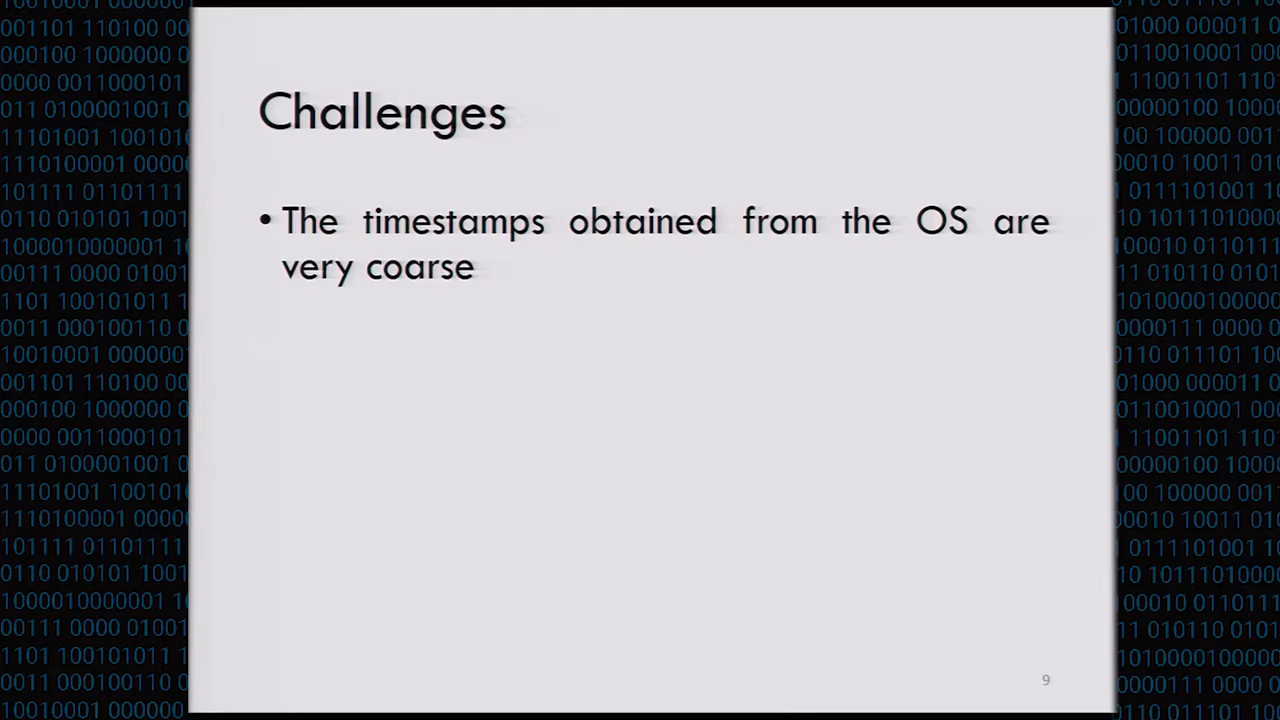 Challenges
• The timestamps obtained from the OS are
very coarse
9